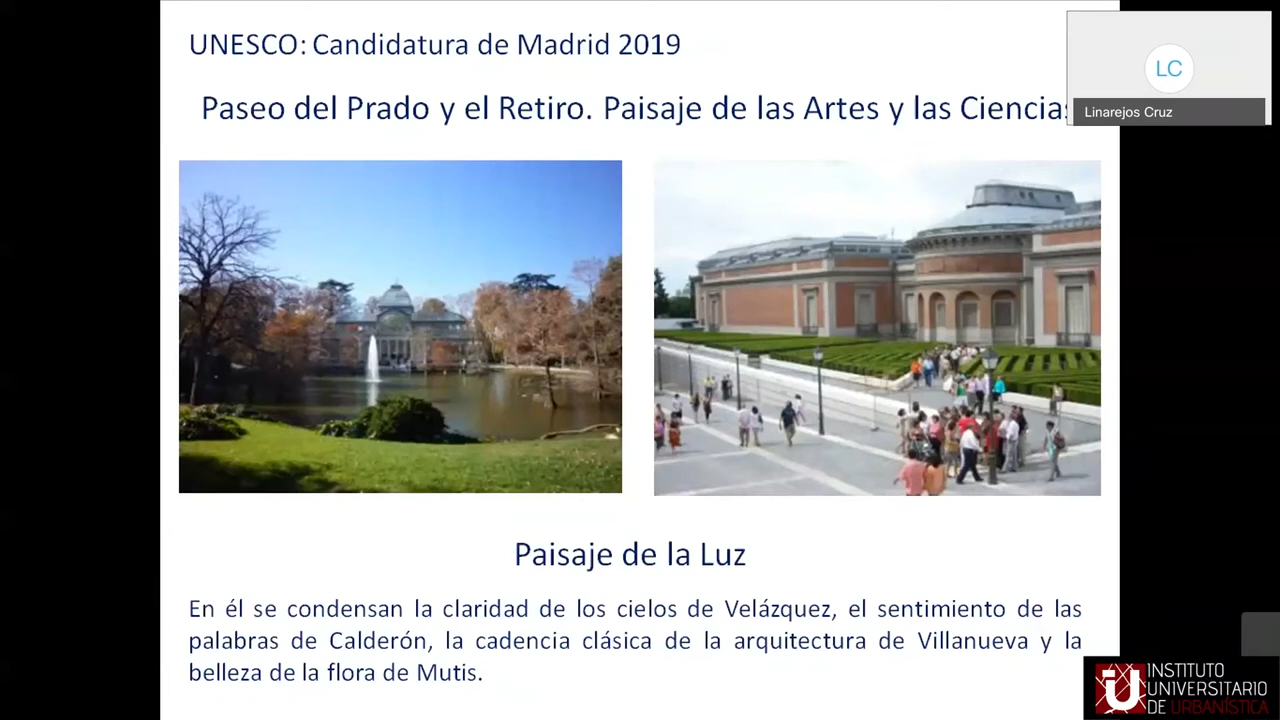 UNESCO: Candidatura de Madrid 2019
LC
Linarejos Cruz
Paseo del Prado y el Retiro. Paisaje de las Artes y las Ciencias
Paisaje de la Luz
En él se condensan la claridad de los cielos de Velázquez, el sentimiento de las
palabras de Calderón, la cadencia clásica de la arquitectura de Villanueva y la
belleza de la flora de Mutis.
iU
INSTITUTO
UNIVERSITARIO
DE URBANÍSTICA